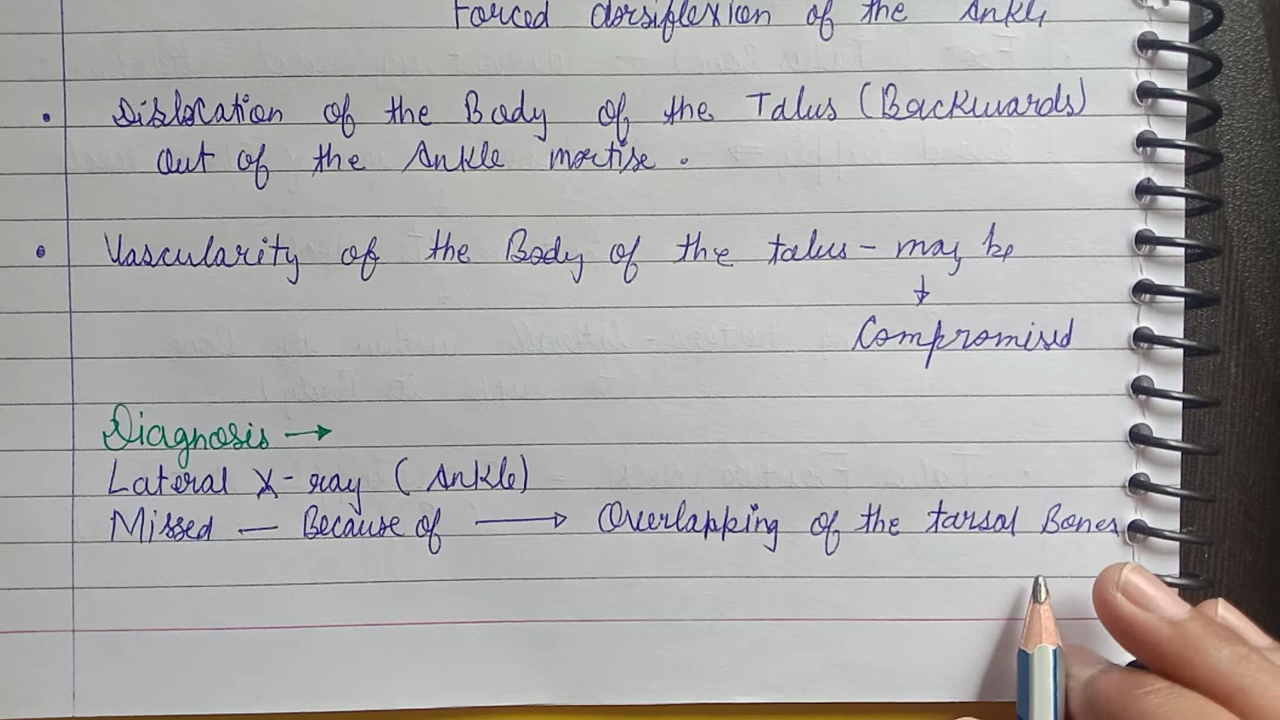 Forced dorsiflexion of the Ankle
• Dislocation of the Body of the Talus (Backwards)
Out of the Ankle mortise.
• Vascularity of the Body of the talus - may be
↓
Compromised
Diagnosis →
Lateral X-ray (Ankle)
Missed — Because of ⟶ Overlapping of the tarsal Bones